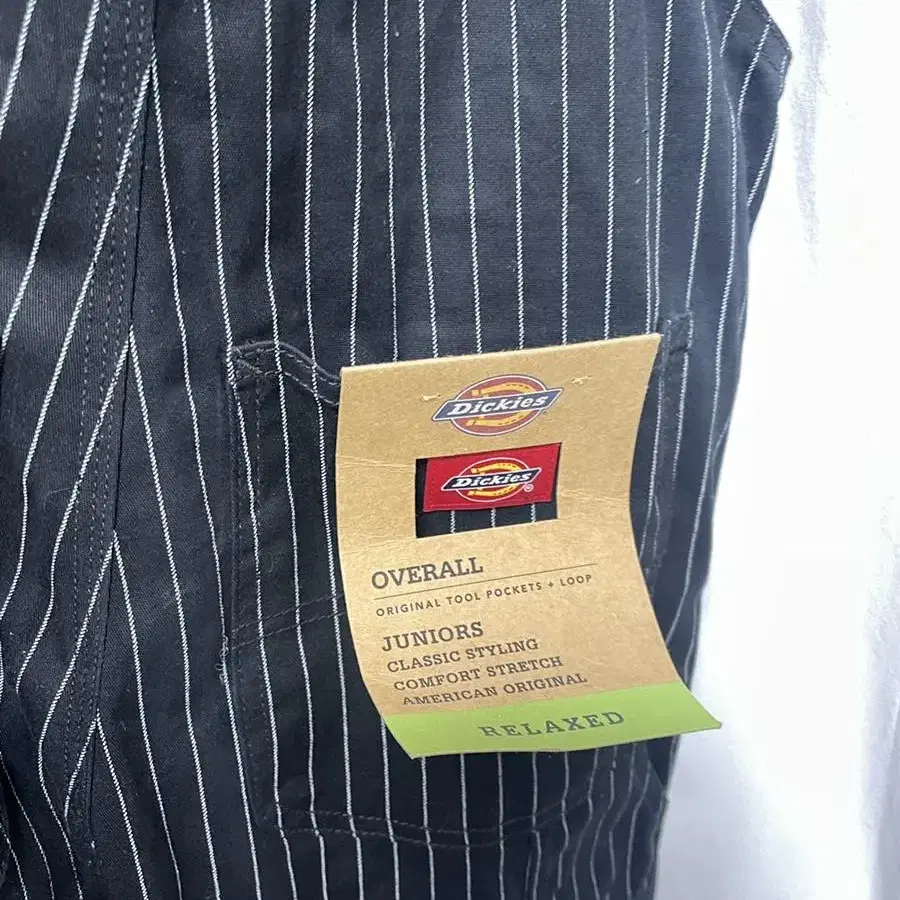 Dickies
Dickies
OVERALL
ORIGINAL TOOL POCKETS + LOOP
JUNIORS
CLASSIC STYLING
COMFORT STRETCH
AMERICAN ORIGINAL
RELAXED